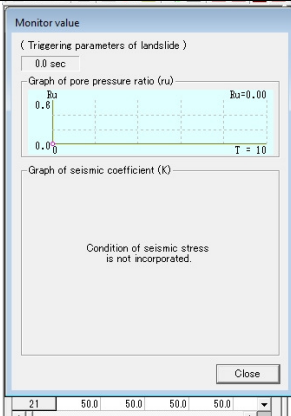 Monitor value
( Triggering parameters of landslide )
0.0 sec
Graph of pore pressure ratio (ru)
Ru Ru=0.00
0.8
0.0
0 T = 10
Graph of seismic coefficient (K)
Condition of seismic stress
is not incorporated.
Close
21 50.0 50.0 50.0 50.0